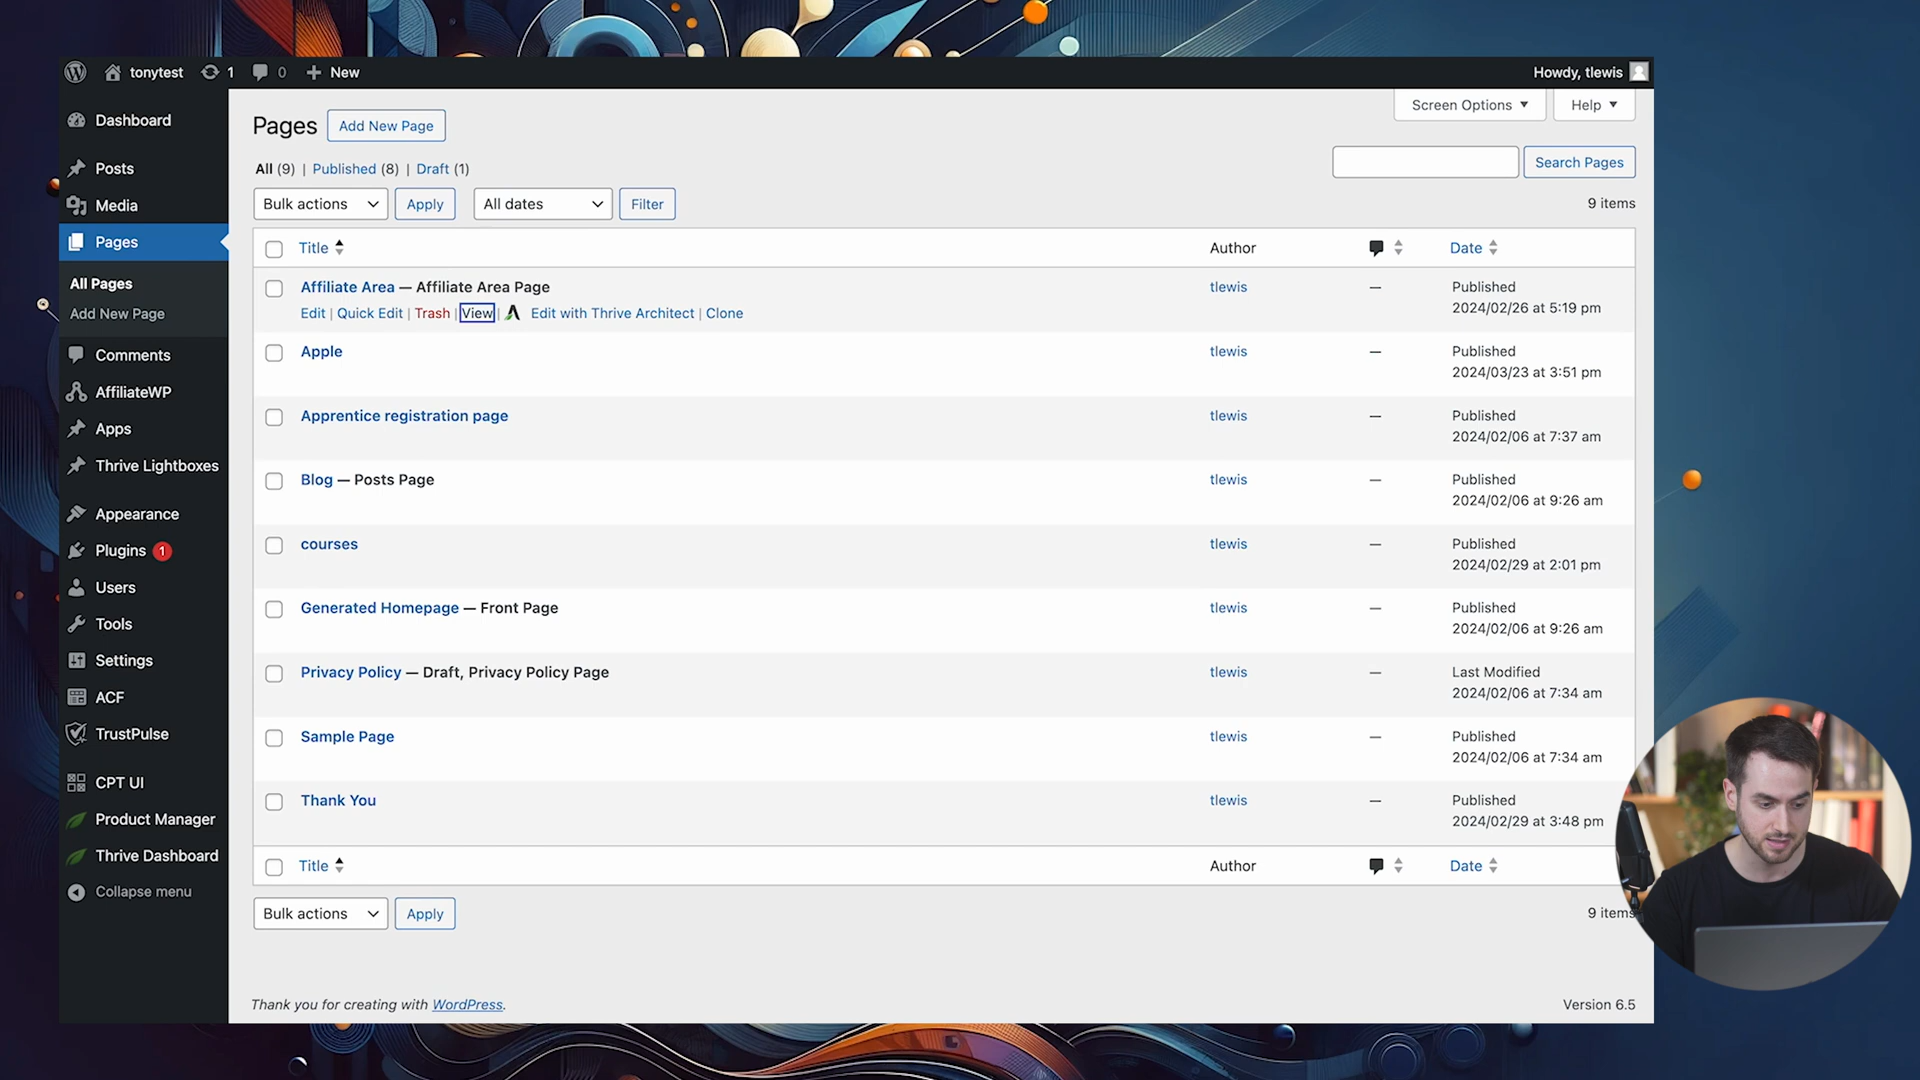 tonytest 1 0 New Howdy, tlewis
Screen Options Help
Dashboard
Posts
Media
Pages
All Pages
Add New Page
Comments
AffiliateWP
Apps
Thrive Lightboxes
Appearance
Plugins 1
Users
Tools
Settings
ACF
TrustPulse
CPT UI
Product Manager
Thrive Dashboard
Collapse menu
Pages Add New Page
All (9) | Published (8) | Draft (1)
Search Pages
Bulk actions Apply All dates Filter
9 items
Title Author Date
Affiliate Area — Affiliate Area Page tlewis — Published
Edit | Quick Edit | Trash | View | Edit with Thrive Architect | Clone 2024/02/26 at 5:19 pm
Apple tlewis — Published
2024/03/23 at 3:51 pm
Apprentice registration page tlewis — Published
2024/02/06 at 7:37 am
Blog — Posts Page tlewis — Published
2024/02/06 at 9:26 am
courses tlewis — Published
2024/02/29 at 2:01 pm
Generated Homepage — Front Page tlewis — Published
2024/02/06 at 9:26 am
Privacy Policy — Draft, Privacy Policy Page tlewis — Last Modified
2024/02/06 at 7:34 am
Sample Page tlewis — Published
2024/02/06 at 7:34 am
Thank You tlewis — Published
2024/02/29 at 3:48 pm
Title Author Date
Bulk actions Apply 9 items
Thank you for creating with WordPress. Version 6.5